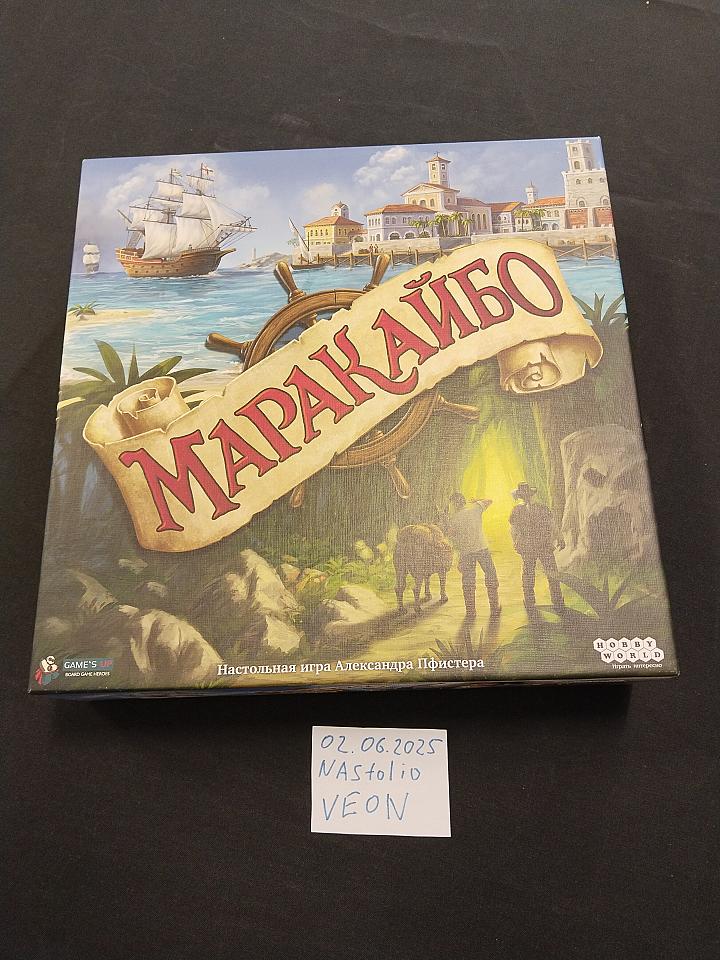 МАРАКАЙБО
GAME'S UP
BOARD GAME HEROES
Настольная игра Александра Пфистера
HOBBY
WORLD
Играть интересно
02.06.2025
NAStolio
VEON